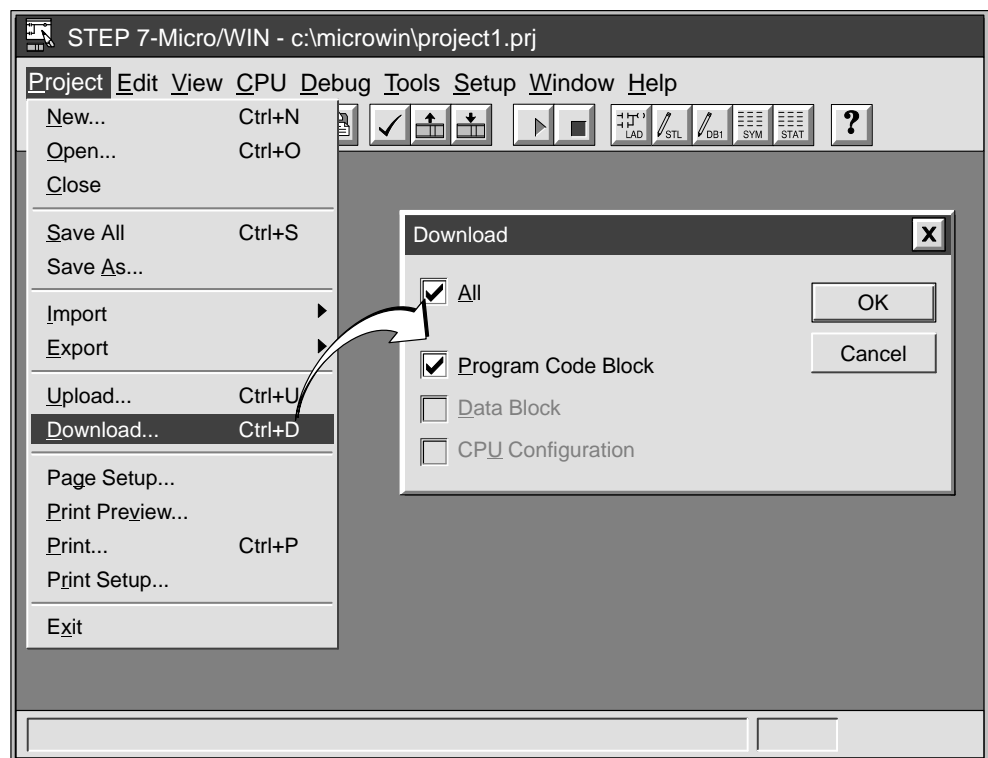 STEP 7-Micro/WIN - c:\microwin\project1.prj
Project Edit View CPU Debug Tools Setup Window Help
LAD STL DB1 SYM STAT ?
New... Ctrl+N
Open... Ctrl+O
Close
Save All Ctrl+S
Save As...
Import
Export
Upload... Ctrl+U
Download... Ctrl+D
Page Setup...
Print Preview...
Print... Ctrl+P
Print Setup...
Exit
Download X
All
OK
Program Code Block
Cancel
Data Block
CPU Configuration